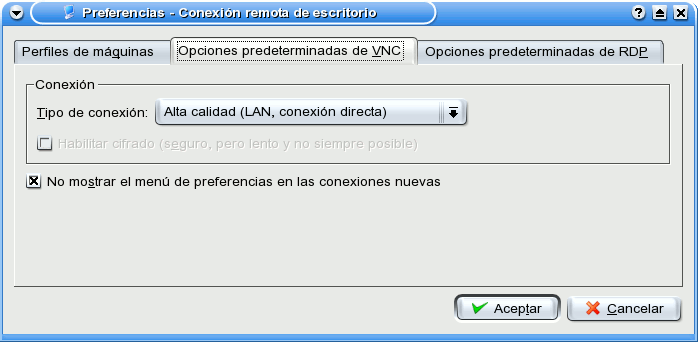 Preferencias - Conexión remota de escritorio
Perfiles de máquinas
Opciones predeterminadas de VNC
Opciones predeterminadas de RDP
Conexión
Tipo de conexión: Alta calidad (LAN, conexión directa)
Habilitar cifrado (seguro, pero lento y no siempre posible)
No mostrar el menú de preferencias en las conexiones nuevas
Aceptar
Cancelar